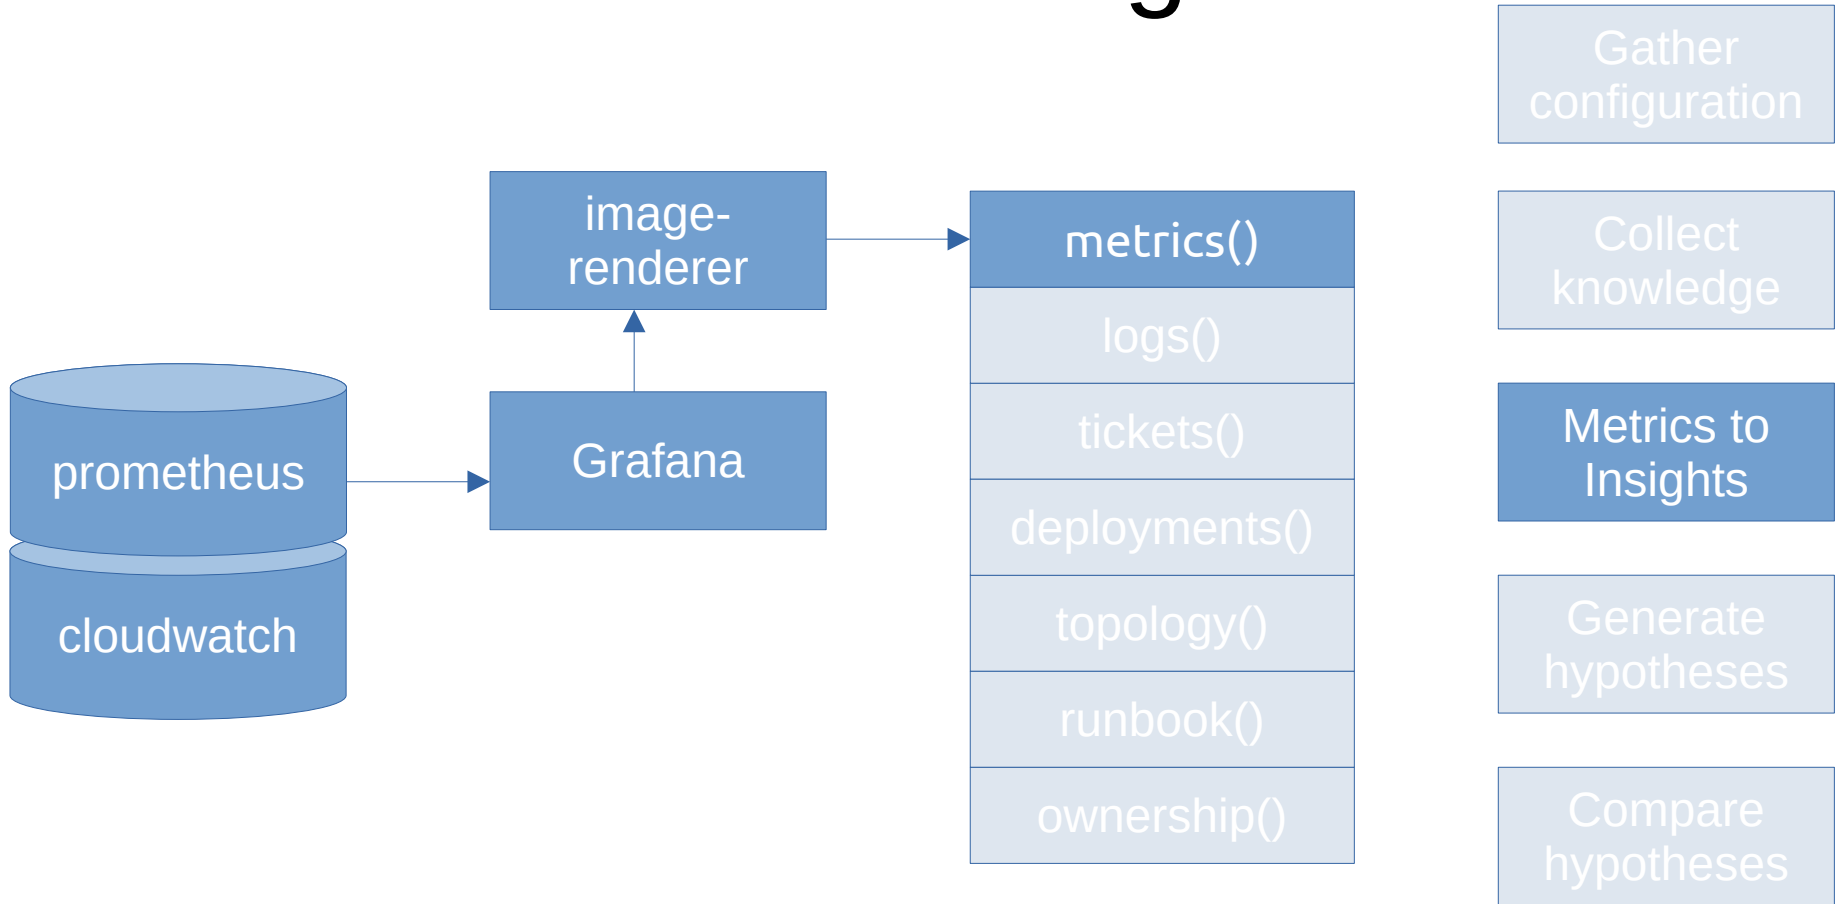 image-
renderer
Grafana
prometheus
cloudwatch
metrics()
logs()
tickets()
deployments()
topology()
runbook()
ownership()
Gather
configuration
Collect
knowledge
Metrics to
Insights
Generate
hypotheses
Compare
hypotheses